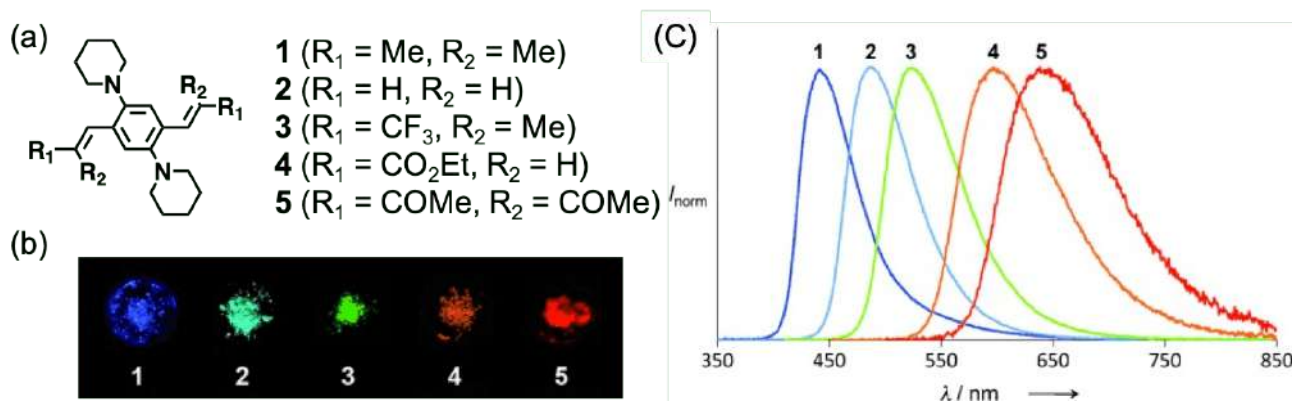 (a)
N
R₂
R₁
R₁
R₂
N
1 (R₁ = Me, R₂ = Me)
2 (R₁ = H, R₂ = H)
3 (R₁ = CF₃, R₂ = Me)
4 (R₁ = CO₂Et, R₂ = H)
5 (R₁ = COMe, R₂ = COMe)
(b)
1 2 3 4 5
(C)
1 2 3 4 5
Iₙₒᵣₘ
350 450 550 650 750 850
λ / nm →